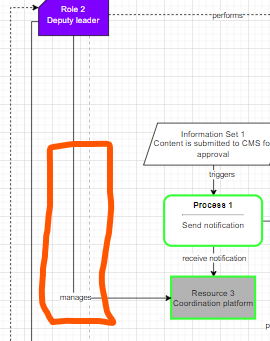 Role 2
Deputy leader
performs
Information Set 1
Content is submitted to CMS fo
approval
triggers
Process 1
Send notification
receive notification
Resource 3
Coordination platform
manages
p